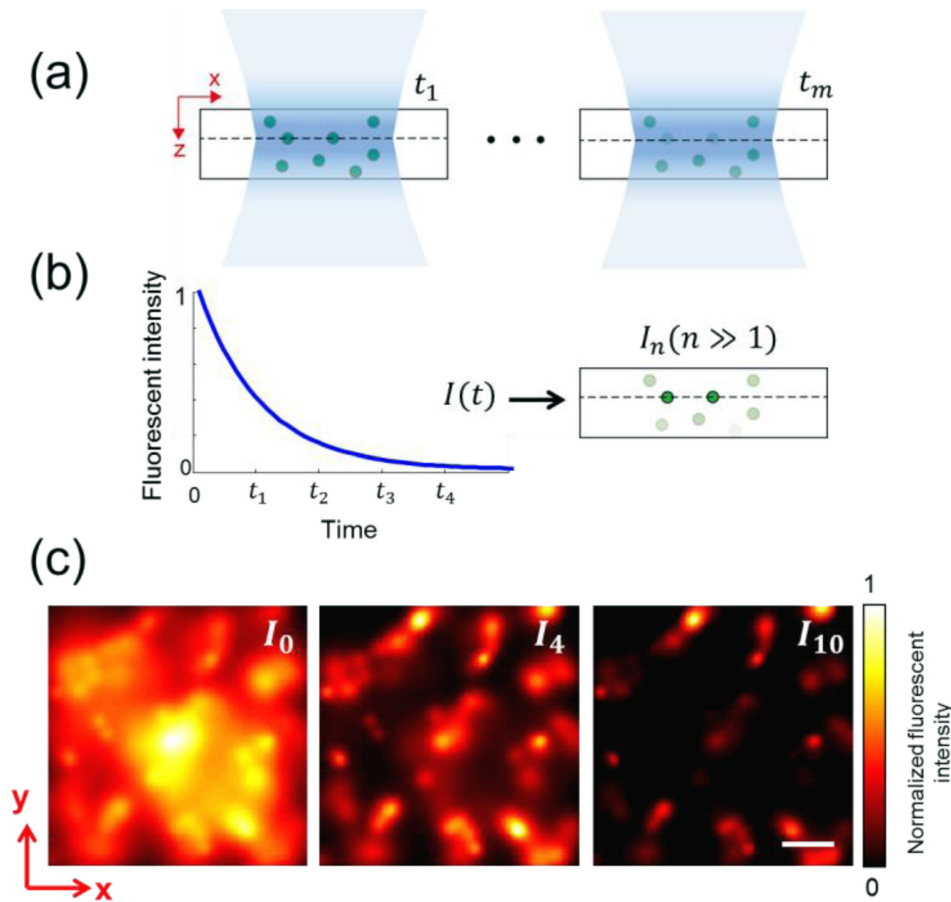 (a)
x
z
t₁
• • •
tₘ
(b)
Fluorescent intensity
1
0
0
t₁
t₂
t₃
t₄
Time
I(t)
Iₙ(n ≫ 1)
(c)
I₀
I₄
I₁₀
1
0
Normalized fluorescent
intensity
y
x